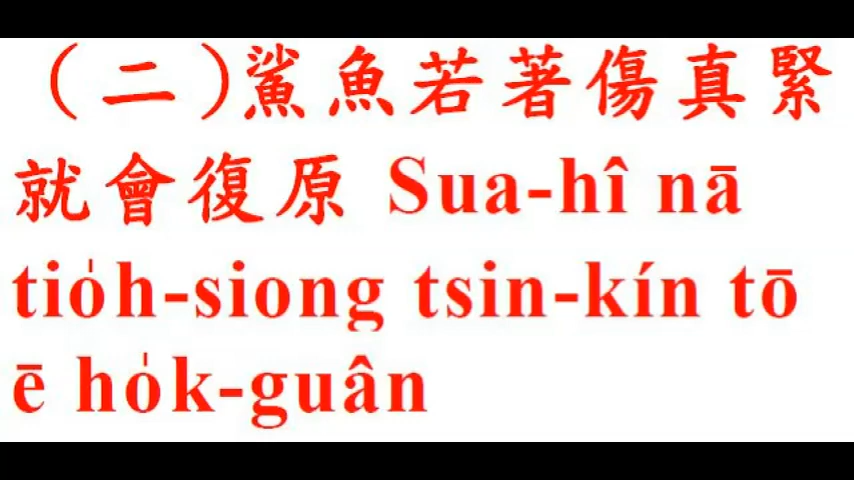 （二）鯊魚若著傷真緊
就會復原 Sua-hî nā
tio̍h-siong tsin-kín tō
ē ho̍k-guân